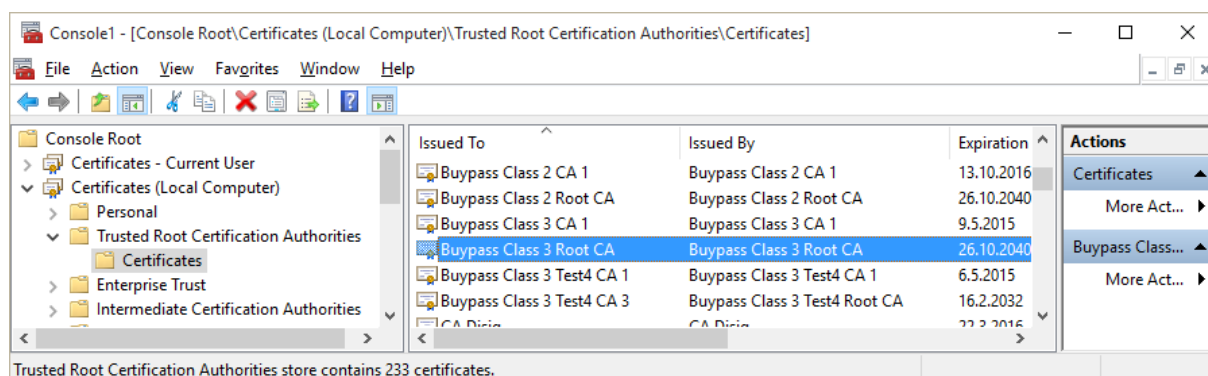 Console1 - [Console Root\Certificates (Local Computer)\Trusted Root Certification Authorities\Certificates]
File Action View Favorites Window Help
Console Root
Certificates - Current User
Certificates (Local Computer)
Personal
Trusted Root Certification Authorities
Certificates
Enterprise Trust
Intermediate Certification Authorities
Issued To Issued By Expiration
Buypass Class 2 CA 1 Buypass Class 2 CA 1 13.10.2016
Buypass Class 2 Root CA Buypass Class 2 Root CA 26.10.2040
Buypass Class 3 CA 1 Buypass Class 3 CA 1 9.5.2015
Buypass Class 3 Root CA Buypass Class 3 Root CA 26.10.2040
Buypass Class 3 Test4 CA 1 Buypass Class 3 Test4 CA 1 6.5.2015
Buypass Class 3 Test4 CA 3 Buypass Class 3 Test4 Root CA 16.2.2032
CA Disig CA Disig 22.3.2016
Actions
Certificates
More Act...
Buypass Class...
More Act...
Trusted Root Certification Authorities store contains 233 certificates.